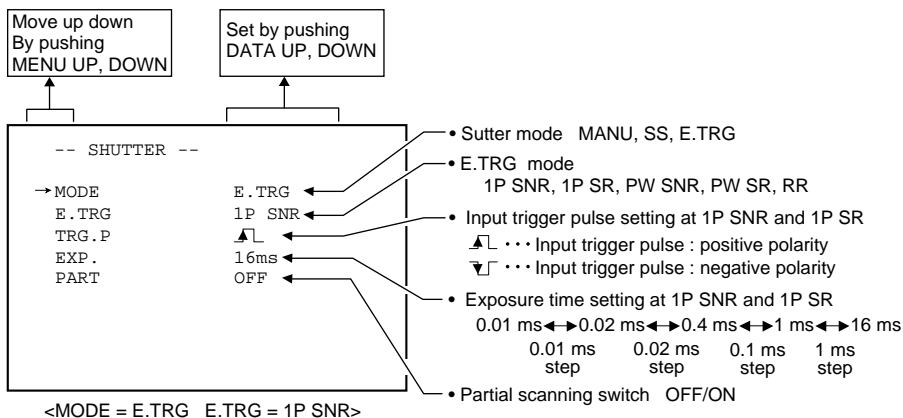 Move up down
By pushing
MENU UP, DOWN
Set by pushing
DATA UP, DOWN
-- SHUTTER --
→ MODE E.TRG
E.TRG 1P SNR
TRG.P
EXP. 16ms
PART OFF
<MODE = E.TRG E.TRG = 1P SNR>
• Sutter mode MANU, SS, E.TRG
• E.TRG mode
1P SNR, 1P SR, PW SNR, PW SR, RR
• Input trigger pulse setting at 1P SNR and 1P SR
··· Input trigger pulse : positive polarity
··· Input trigger pulse : negative polarity
• Exposure time setting at 1P SNR and 1P SR
0.01 ms↔0.02 ms↔0.4 ms↔1 ms↔16 ms
0.01 ms step 0.02 ms step 0.1 ms step 1 ms step
• Partial scanning switch OFF/ON